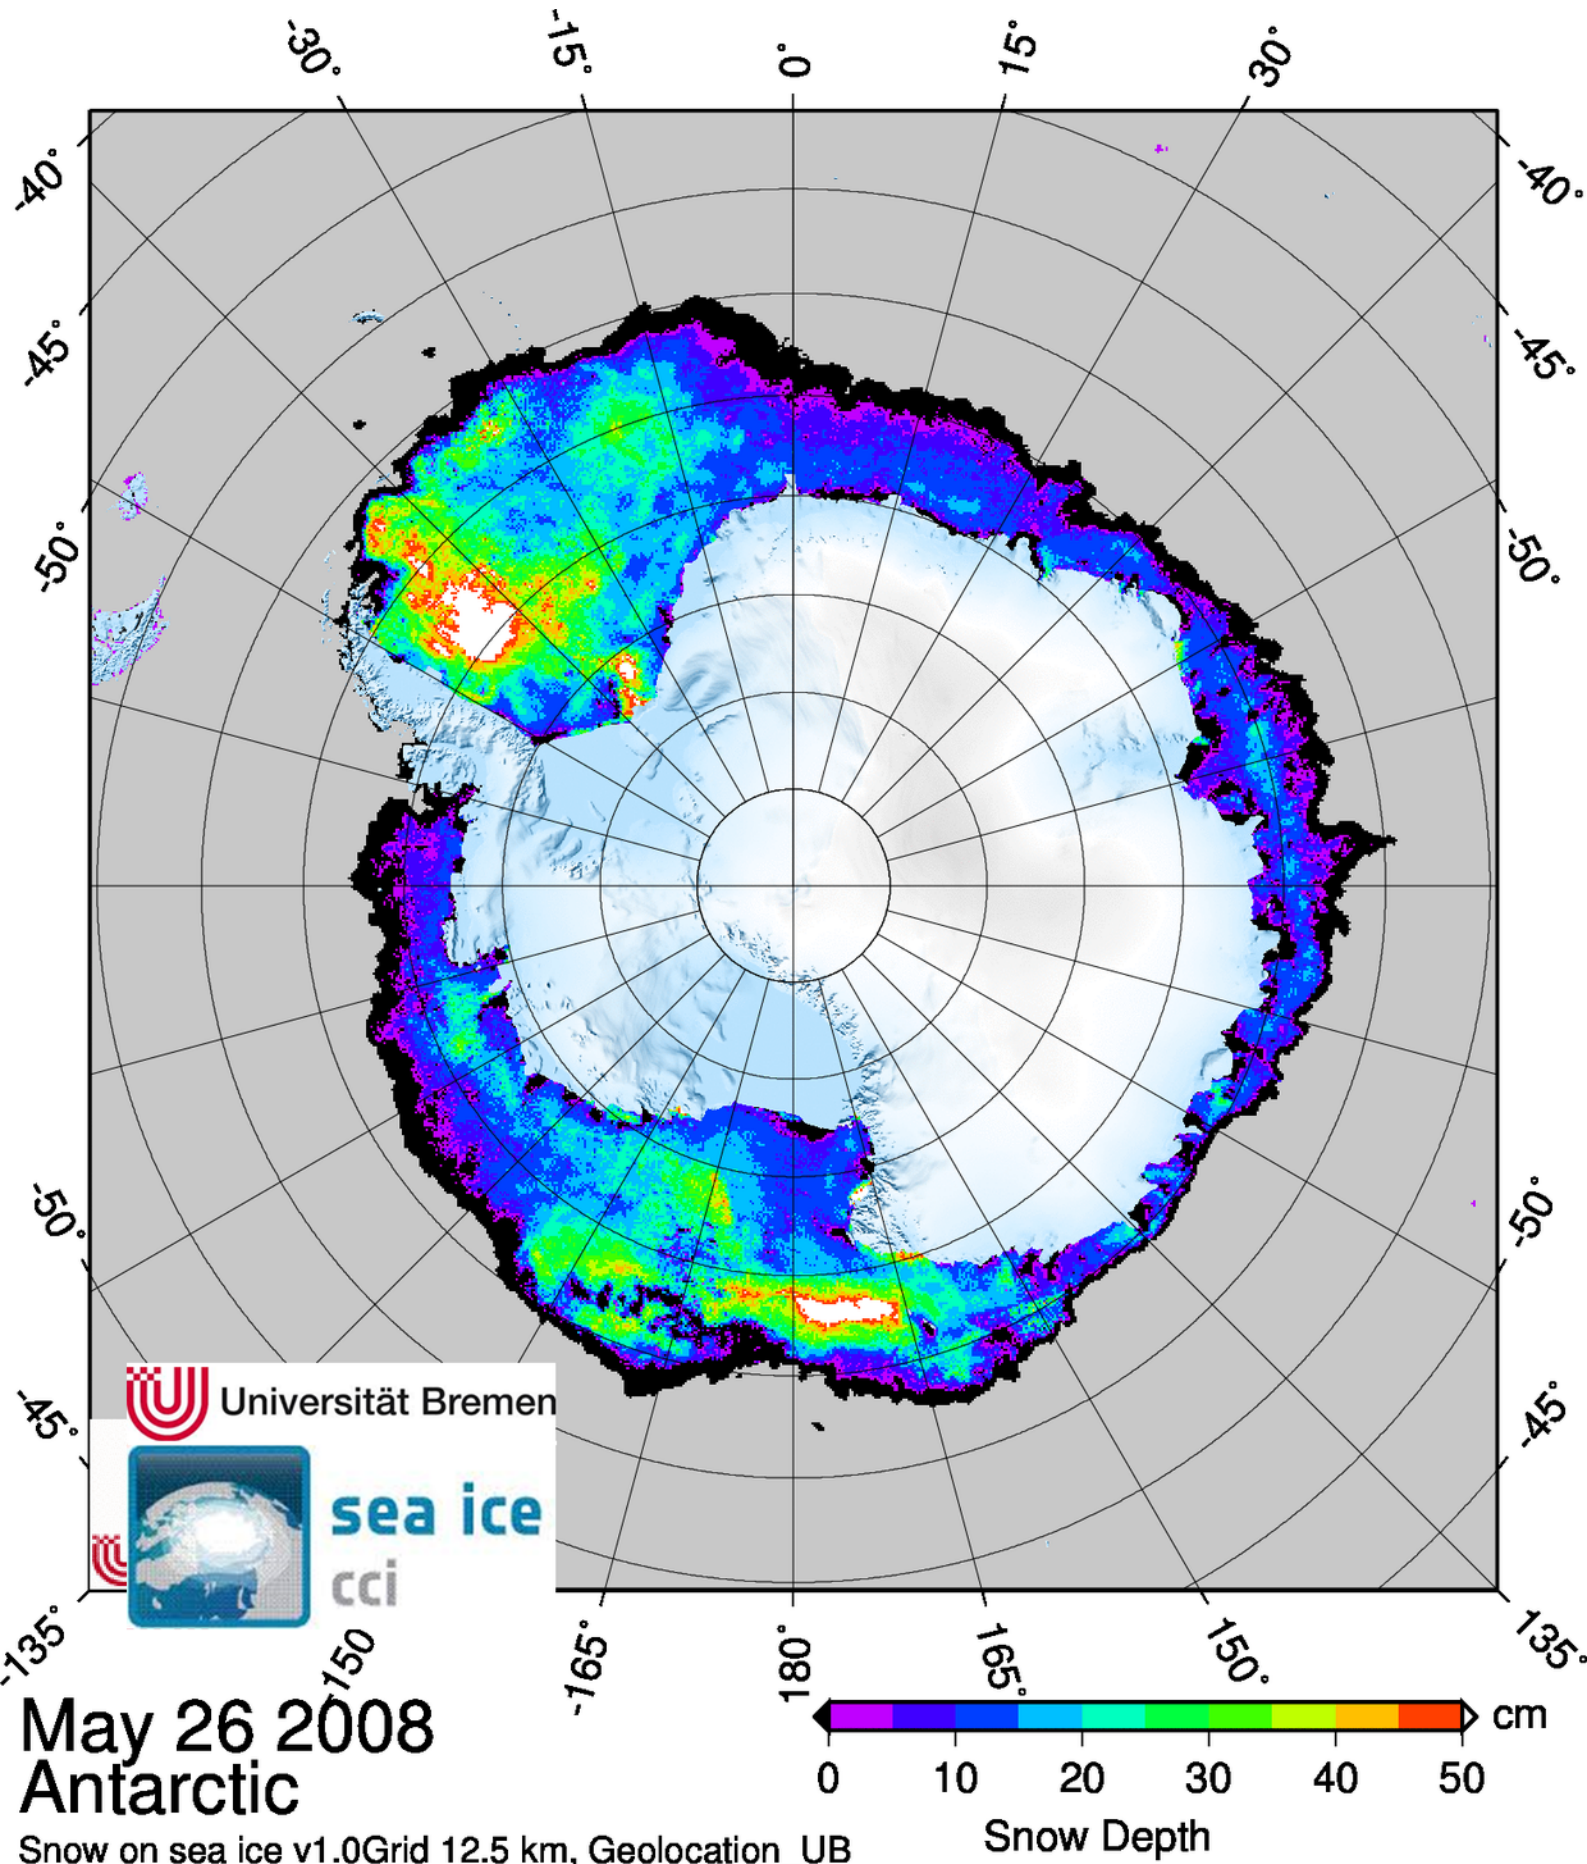 -30°
-15°
0°
15°
30°
-40°
-40°
-45°
-45°
-50°
-50°
-50°
-50°
-45°
-45°
Universität Bremen
sea ice
cci
-135°
-150
-165°
180°
165°
150°
135°
May 26 2008
Antarctic
Snow on sea ice v1.0Grid 12.5 km, Geolocation UB
cm
0 10 20 30 40 50
Snow Depth